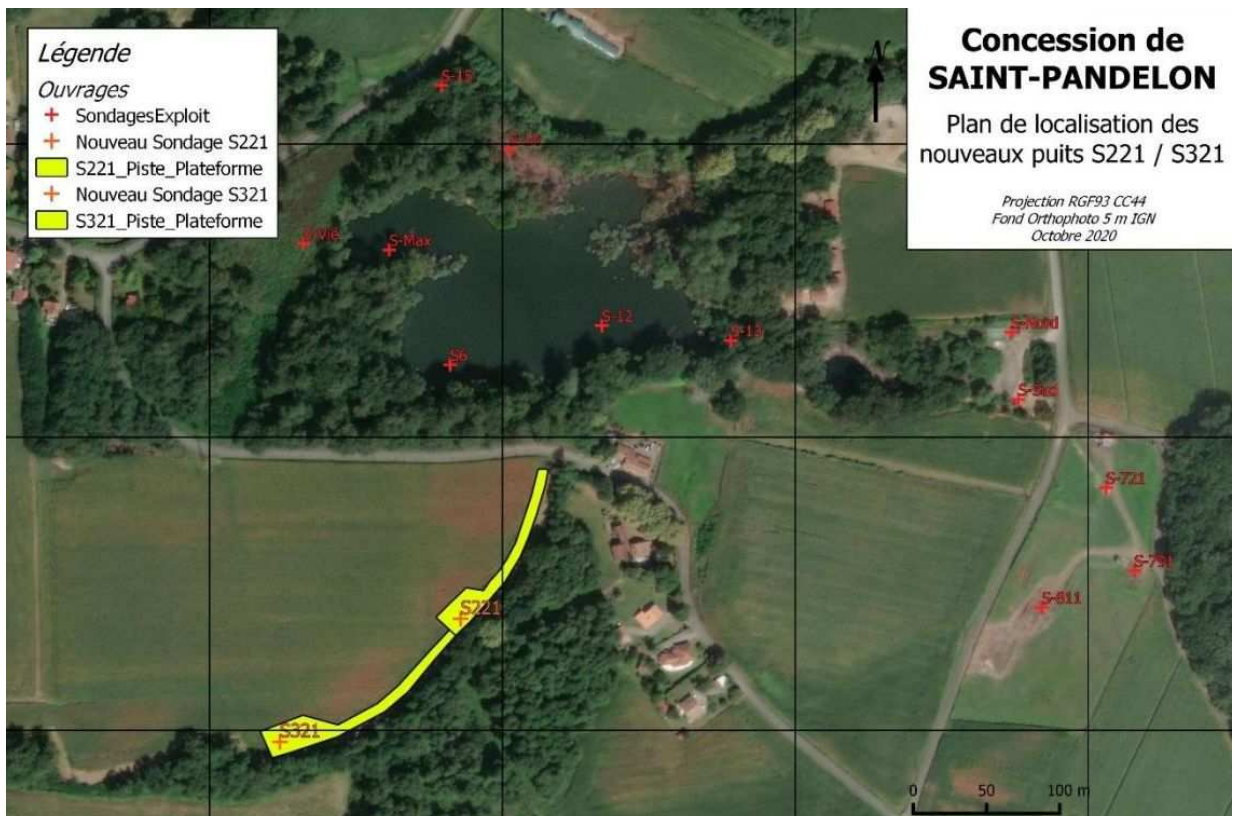 Légende
Ouvrages
SondagesExploit
Nouveau Sondage S221
S221_Piste_Plateforme
Nouveau Sondage S321
S321_Piste_Plateforme
N
Concession de
SAINT-PANDELON
Plan de localisation des
nouveaux puits S221 / S321
Projection RGF93 CC44
Fond Orthophoto 5 m IGN
Octobre 2020
S-15
S-Vie
S-Max
S-12
S-13
S6
S-Nord
S-Sud
S-721
S-811
S221
S321
0 50 100 m